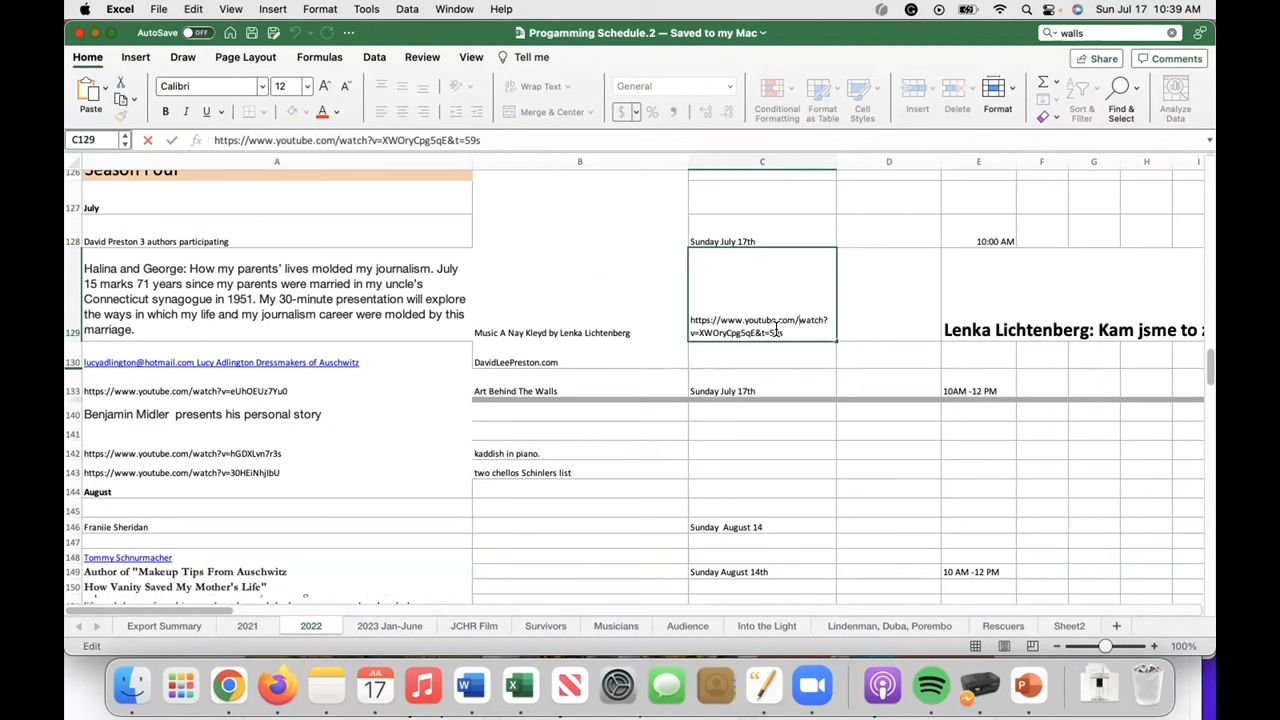 Excel File Edit View Insert Format Tools Data Window Help Sun Jul 17 10:39 AM
AutoSave OFF Progamming Schedule.2 — Saved to my Mac walls
Home Insert Draw Page Layout Formulas Data Review View Tell me Share Comments
Calibri 12 Wrap Text General
Paste B I U Merge & Center $ % Conditional Formatting Format as Table Cell Styles Insert Delete Format Sort & Filter Find & Select Analyze Data
C129 fx https://www.youtube.com/watch?v=XWOryCpg5qE&t=59s
A B C D E F G H I
126 Season Four
127 July
128 David Preston 3 authors participating Sunday July 17th 10:00 AM
Halina and George: How my parents’ lives molded my journalism. July
15 marks 71 years since my parents were married in my uncle’s
Connecticut synagogue in 1951. My 30-minute presentation will explore
the ways in which my life and my journalism career were molded by this
marriage.
129 Music A Nay Kleyd by Lenka Lichtenberg
https://www.youtube.com/watch?
v=XWOryCpg5qE&t=59s
Lenka Lichtenberg: Kam jsme to z
130 lucyadlington@hotmail.com Lucy Adlington Dressmakers of Auschwitz DavidLeePreston.com
133 https://www.youtube.com/watch?v=eUhOEUz7Yu0 Art Behind The Walls Sunday July 17th 10AM -12 PM
140 Benjamin Midler presents his personal story
141
142 https://www.youtube.com/watch?v=hGDXLvn7r3s kaddish in piano.
143 https://www.youtube.com/watch?v=30HEiNhjIbU two chellos Schinlers list
144 August
145
146 Franiie Sheridan Sunday August 14
147
148 Tommy Schnurmacher
149 Author of "Makeup Tips From Auschwitz Sunday August 14th 10 AM -12 PM
150 How Vanity Saved My Mother's Life"
Export Summary 2021 2022 2023 Jan-June JCHR Film Survivors Musicians Audience Into the Light Lindenman, Duba, Porembo Rescuers Sheet2 +
Edit 100%
JUL
17